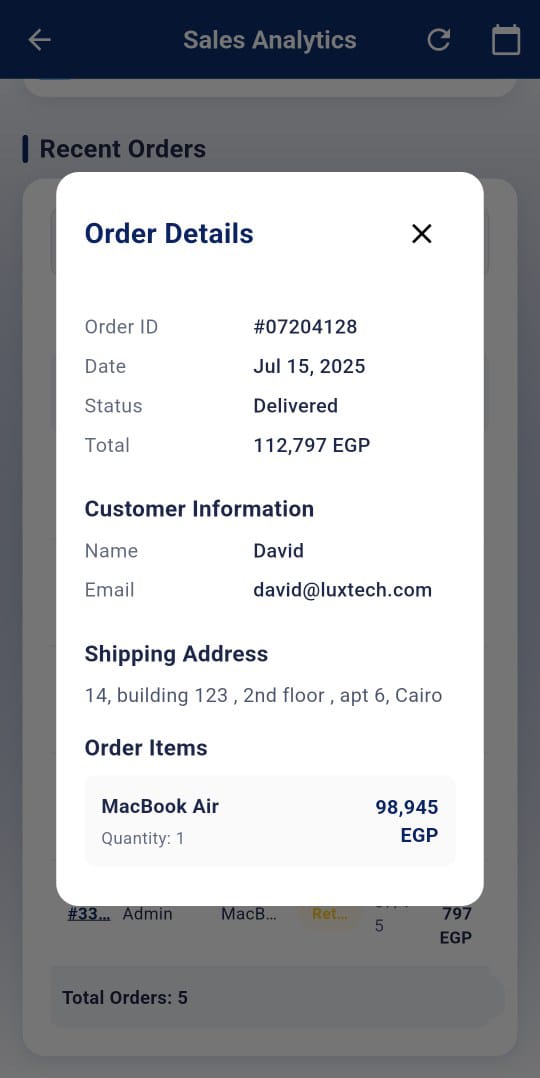 Sales Analytics
Recent Orders
Order Details
Order ID #07204128
Date Jul 15, 2025
Status Delivered
Total 112,797 EGP
Customer Information
Name David
Email david@luxtech.com
Shipping Address
14, building 123 , 2nd floor , apt 6, Cairo
Order Items
MacBook Air 98,945
EGP
Quantity: 1
#33... Admin MacB... Ret... 797
5 EGP
Total Orders: 5